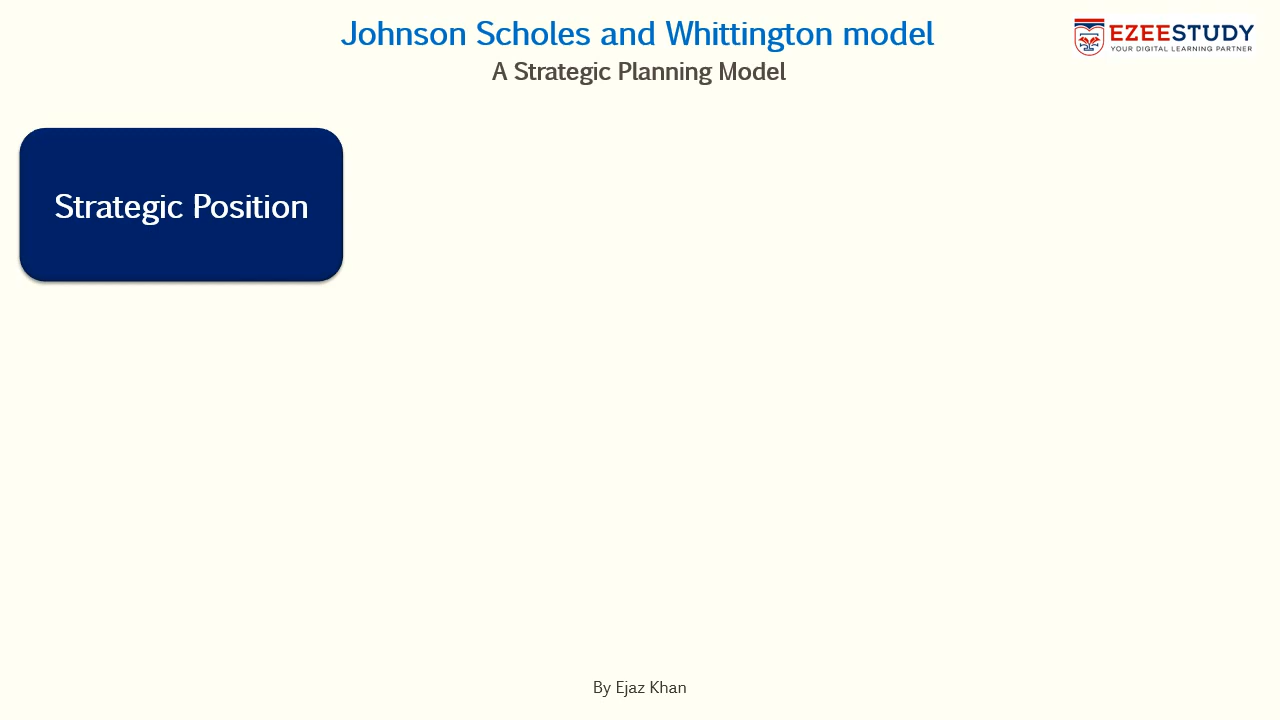 Johnson Scholes and Whittington model
A Strategic Planning Model
EZEESTUDY
YOUR DIGITAL LEARNING PARTNER
Strategic Position
By Ejaz Khan